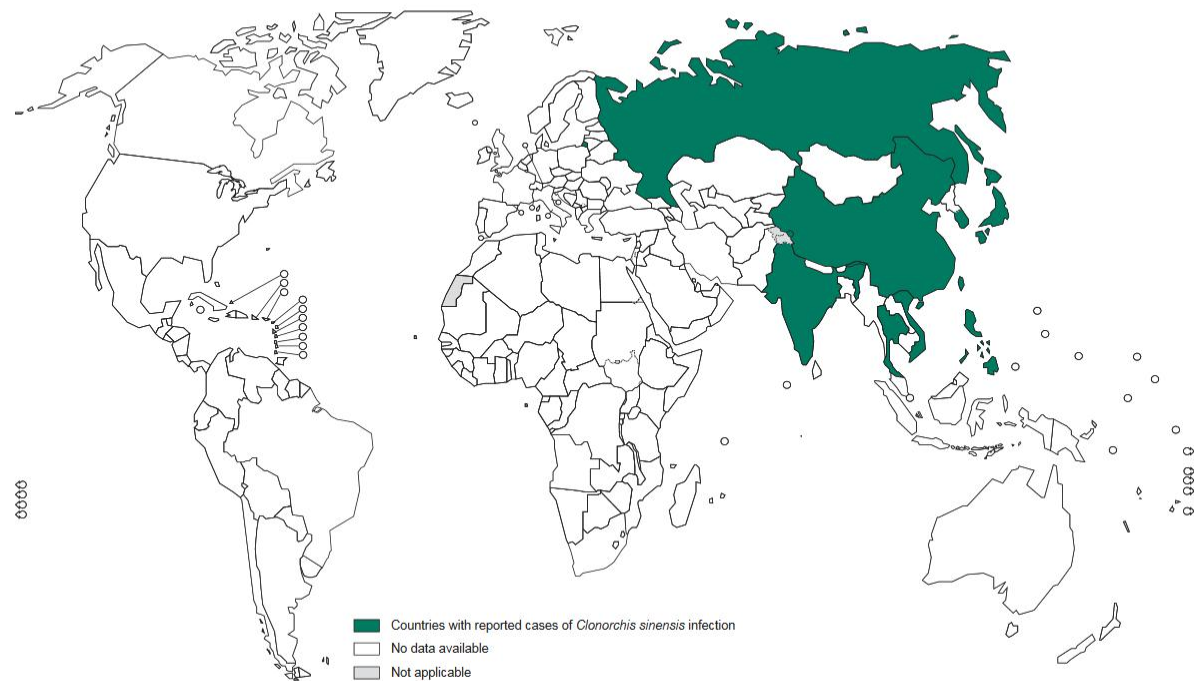 Countries with reported cases of Clonorchis sinensis infection
No data available
Not applicable